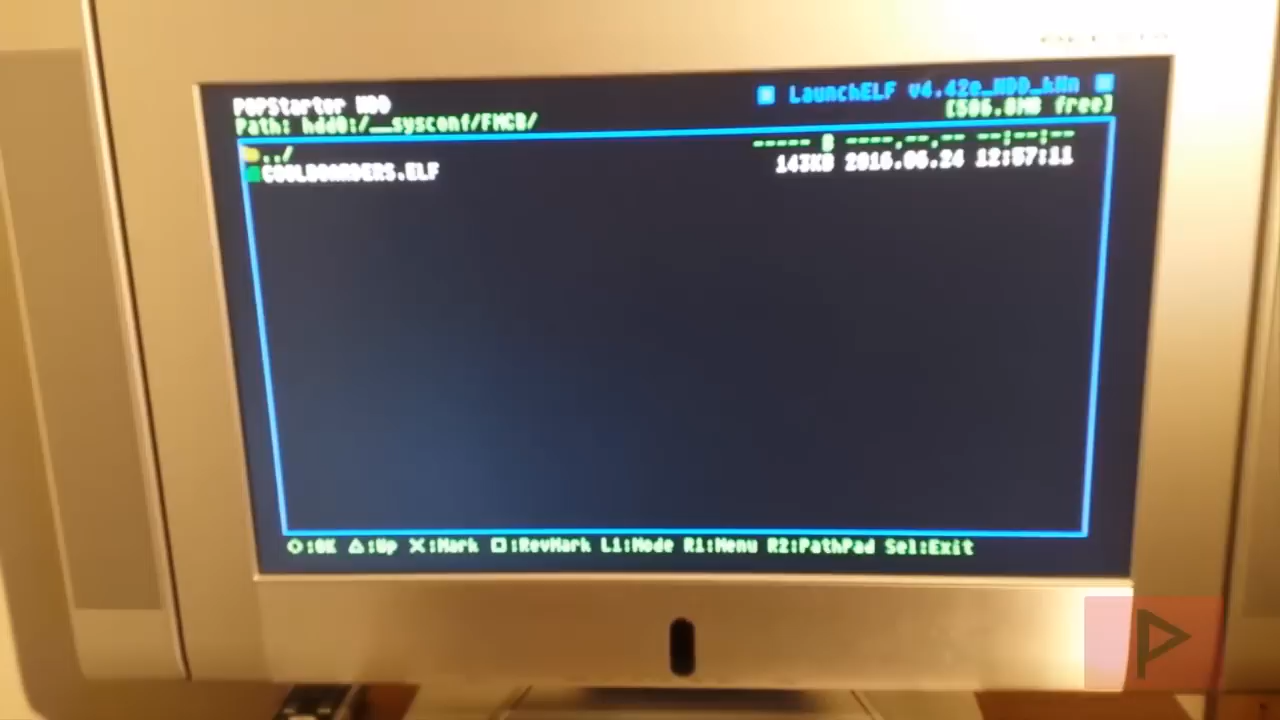 POPStarter HDD
LaunchELF v4.42e_HDD_kHn
Path: hdd0:/__sysconf/FMCB/
[506.0MB free]
../
----- B ----.--.-- --:--:--
COOLBOARDERS.ELF
143KB 2016.06.24 12:57:11
O:OK △:Up X:Mark □:RevMark L1:Mode R1:Menu R2:PathPad Sel:Exit
P